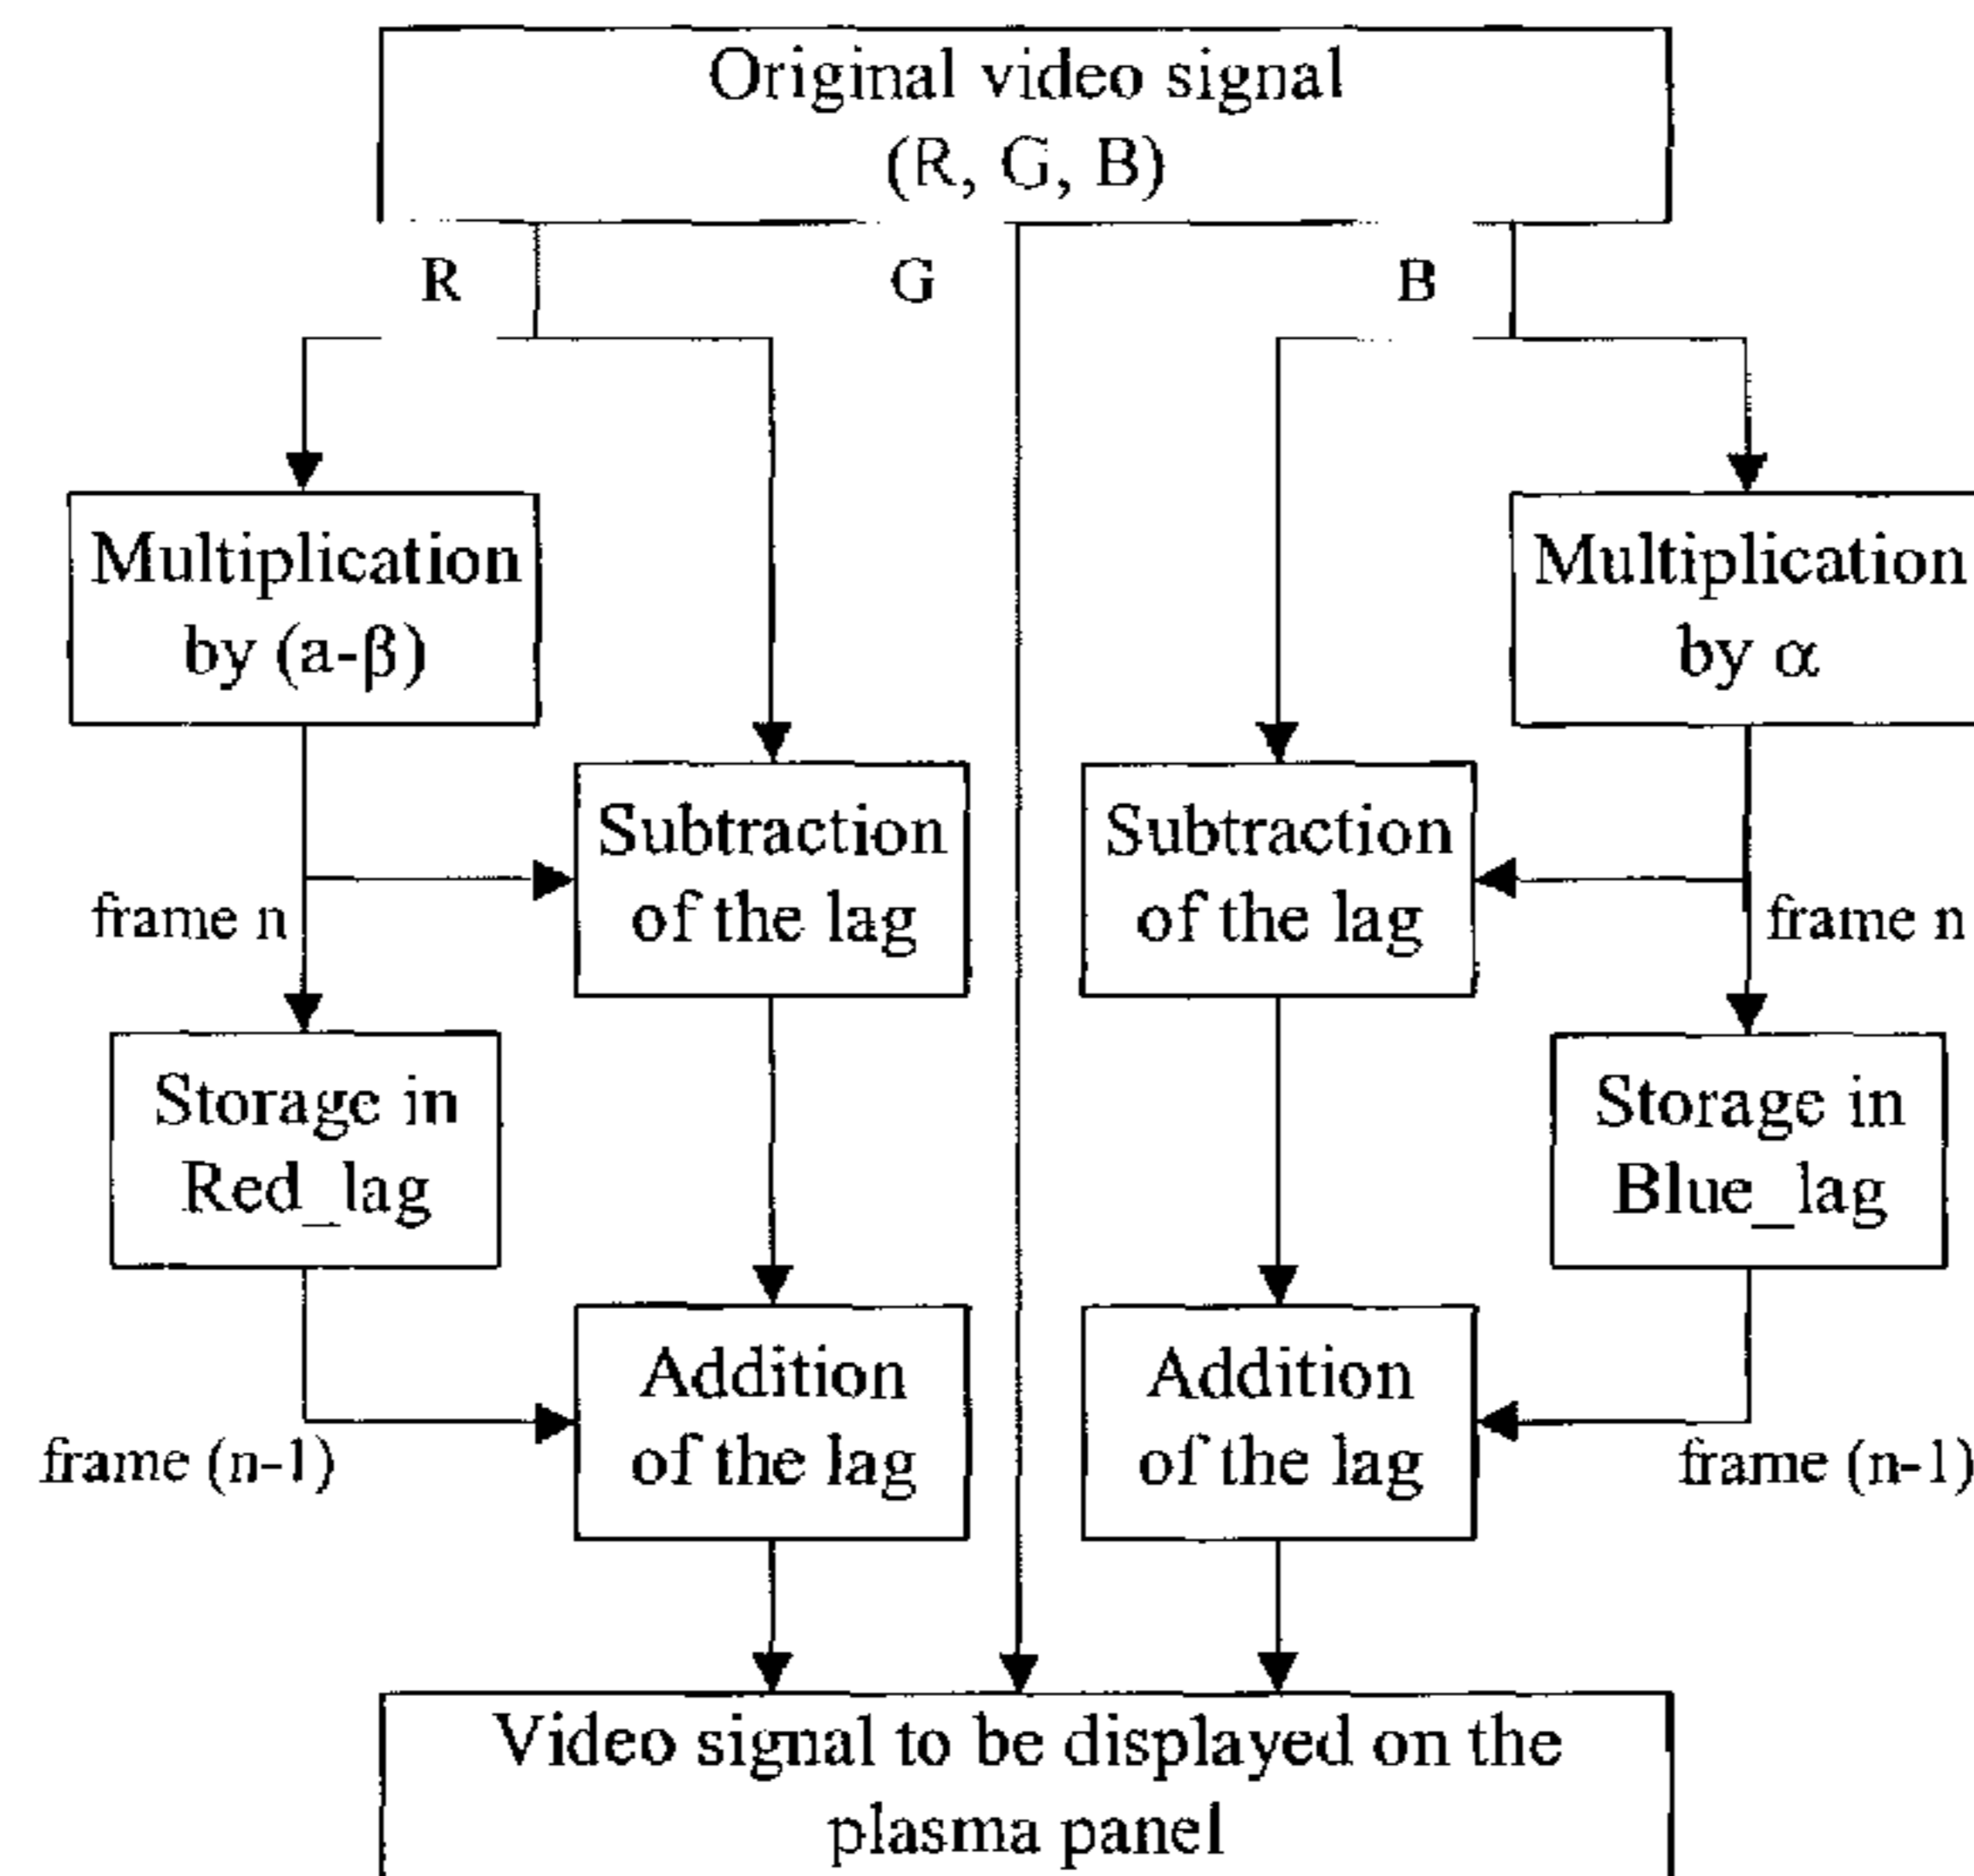 Original video signal
(R, G, B)
R
G
B
Multiplication
by (a-β)
Multiplication
by α
Subtraction
of the lag
Subtraction
of the lag
frame n
frame n
Storage in
Red_lag
Storage in
Blue_lag
Addition
of the lag
Addition
of the lag
frame (n-1)
frame (n-1)
Video signal to be displayed on the
plasma panel